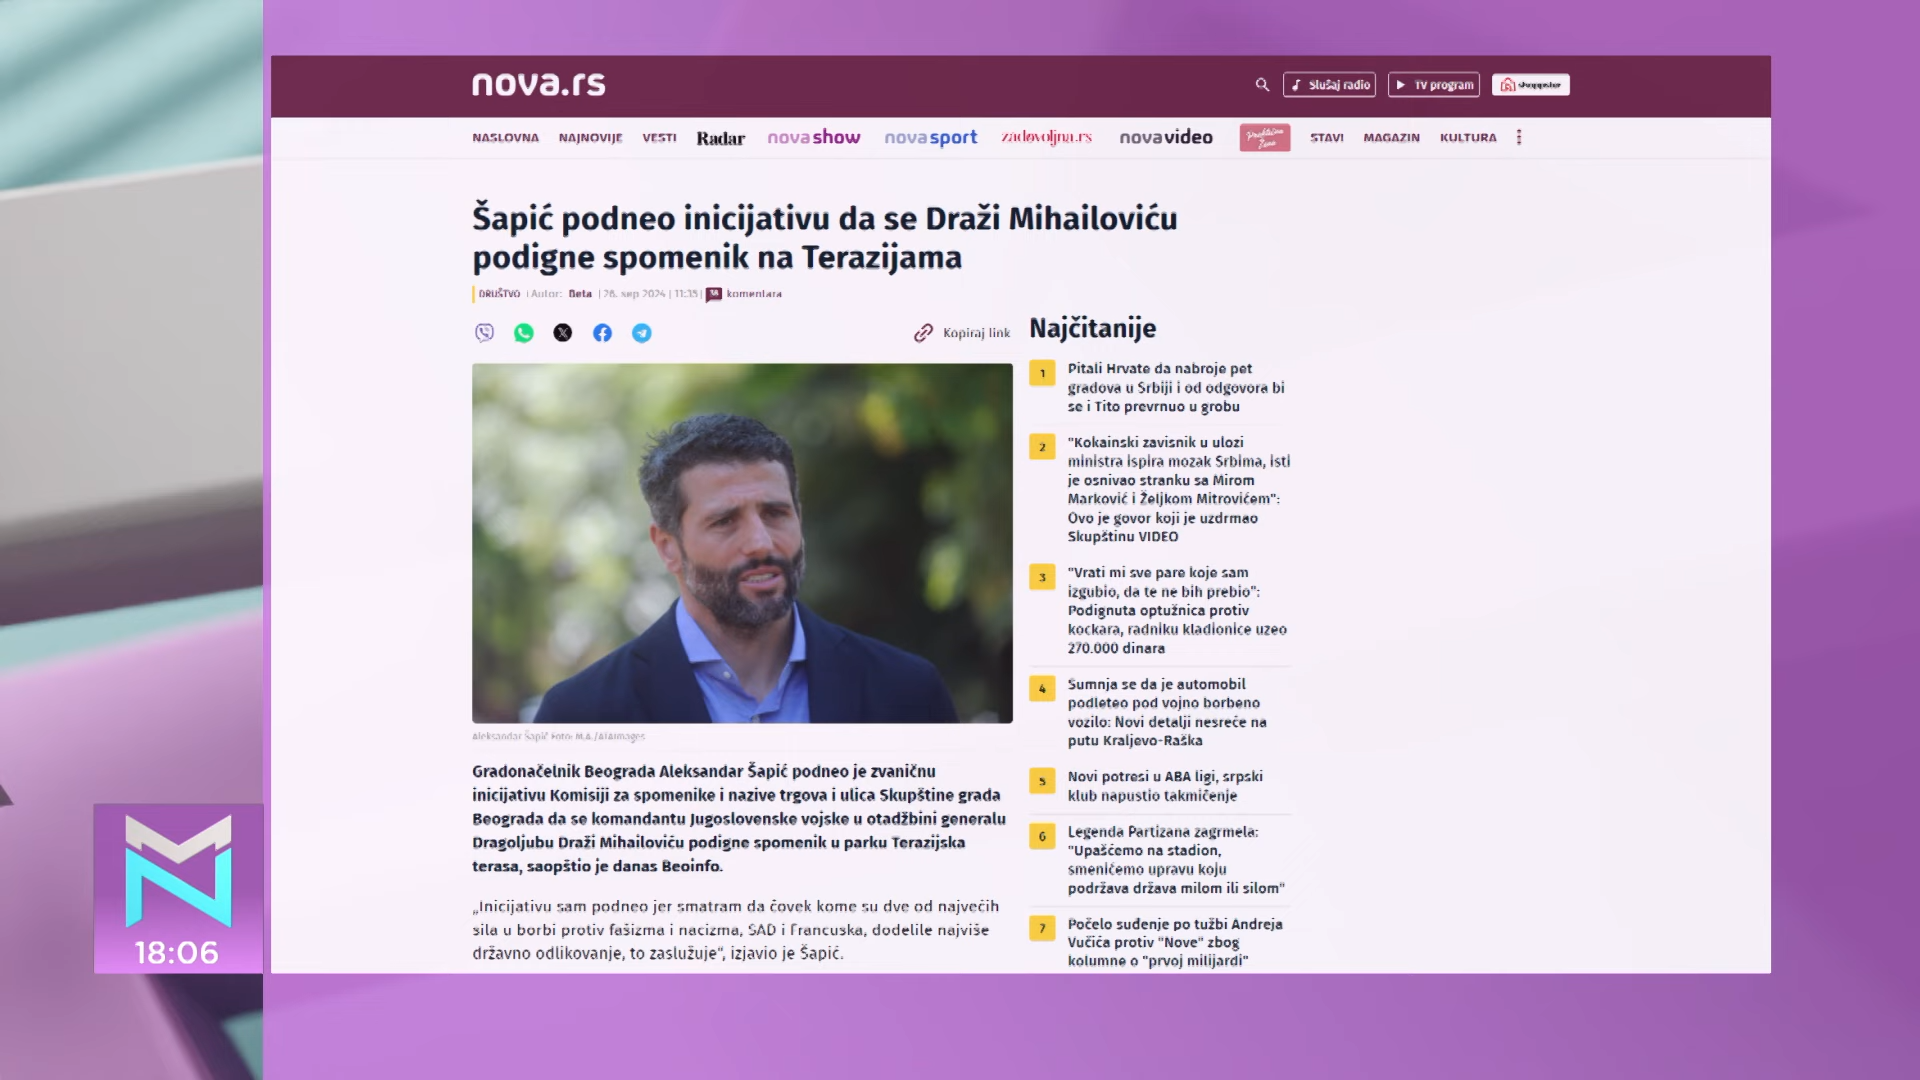 nova.rs
Slušaj radio
TV program
shoppster
NASLOVNA NAJNOVIJE VESTI Radar novashow novasport zadovoljna.rs novavideo STAVI MAGAZIN KULTURA
Šapić podneo inicijativu da se Draži Mihailoviću
podigne spomenik na Terazijama
DRUŠTVO | Autor: Beta | 26. sep 2024 | 11:35 | komentara
Kopiraj link
Aleksandar Šapić Foto: M.A./ATAImages
Gradonačelnik Beograda Aleksandar Šapić podneo je zvaničnu
inicijativu Komisiji za spomenike i nazive trgova i ulica Skupštine grada
Beograda da se komandantu Jugoslovenske vojske u otadžbini generalu
Dragoljubu Draži Mihailoviću podigne spomenik u parku Terazijska
terasa, saopštio je danas Beoinfo.
„Inicijativu sam podneo jer smatram da čovek kome su dve od najvećih
sila u borbi protiv fašizma i nacizma, SAD i Francuska, dodelile najviše
državno odlikovanje, to zaslužuje“, izjavio je Šapić.
Najčitanije
1
Pitali Hrvate da nabroje pet
gradova u Srbiji i od odgovora bi
se i Tito prevrnuo u grobu
2
"Kokainski zavisnik u ulozi
ministra ispira mozak Srbima, isti
je osnivao stranku sa Mirom
Marković i Željkom Mitrovićem":
Ovo je govor koji je uzdrmao
Skupštinu VIDEO
3
"Vrati mi sve pare koje sam
izgubio, da te ne bih prebio":
Podignuta optužnica protiv
kockara, radniku kladionice uzeo
270.000 dinara
4
Sumnja se da je automobil
podleteo pod vojno borbeno
vozilo: Novi detalji nesreće na
putu Kraljevo-Raška
5
Novi potresi u ABA ligi, srpski
klub napustio takmičenje
6
Legenda Partizana zagrmela:
"Upašćemo na stadion,
smenićemo upravu koju
podržava država milom ili silom"
7
Počelo suđenje po tužbi Andreja
Vučića protiv "Nove" zbog
kolumne o "prvoj milijardi"
18:06